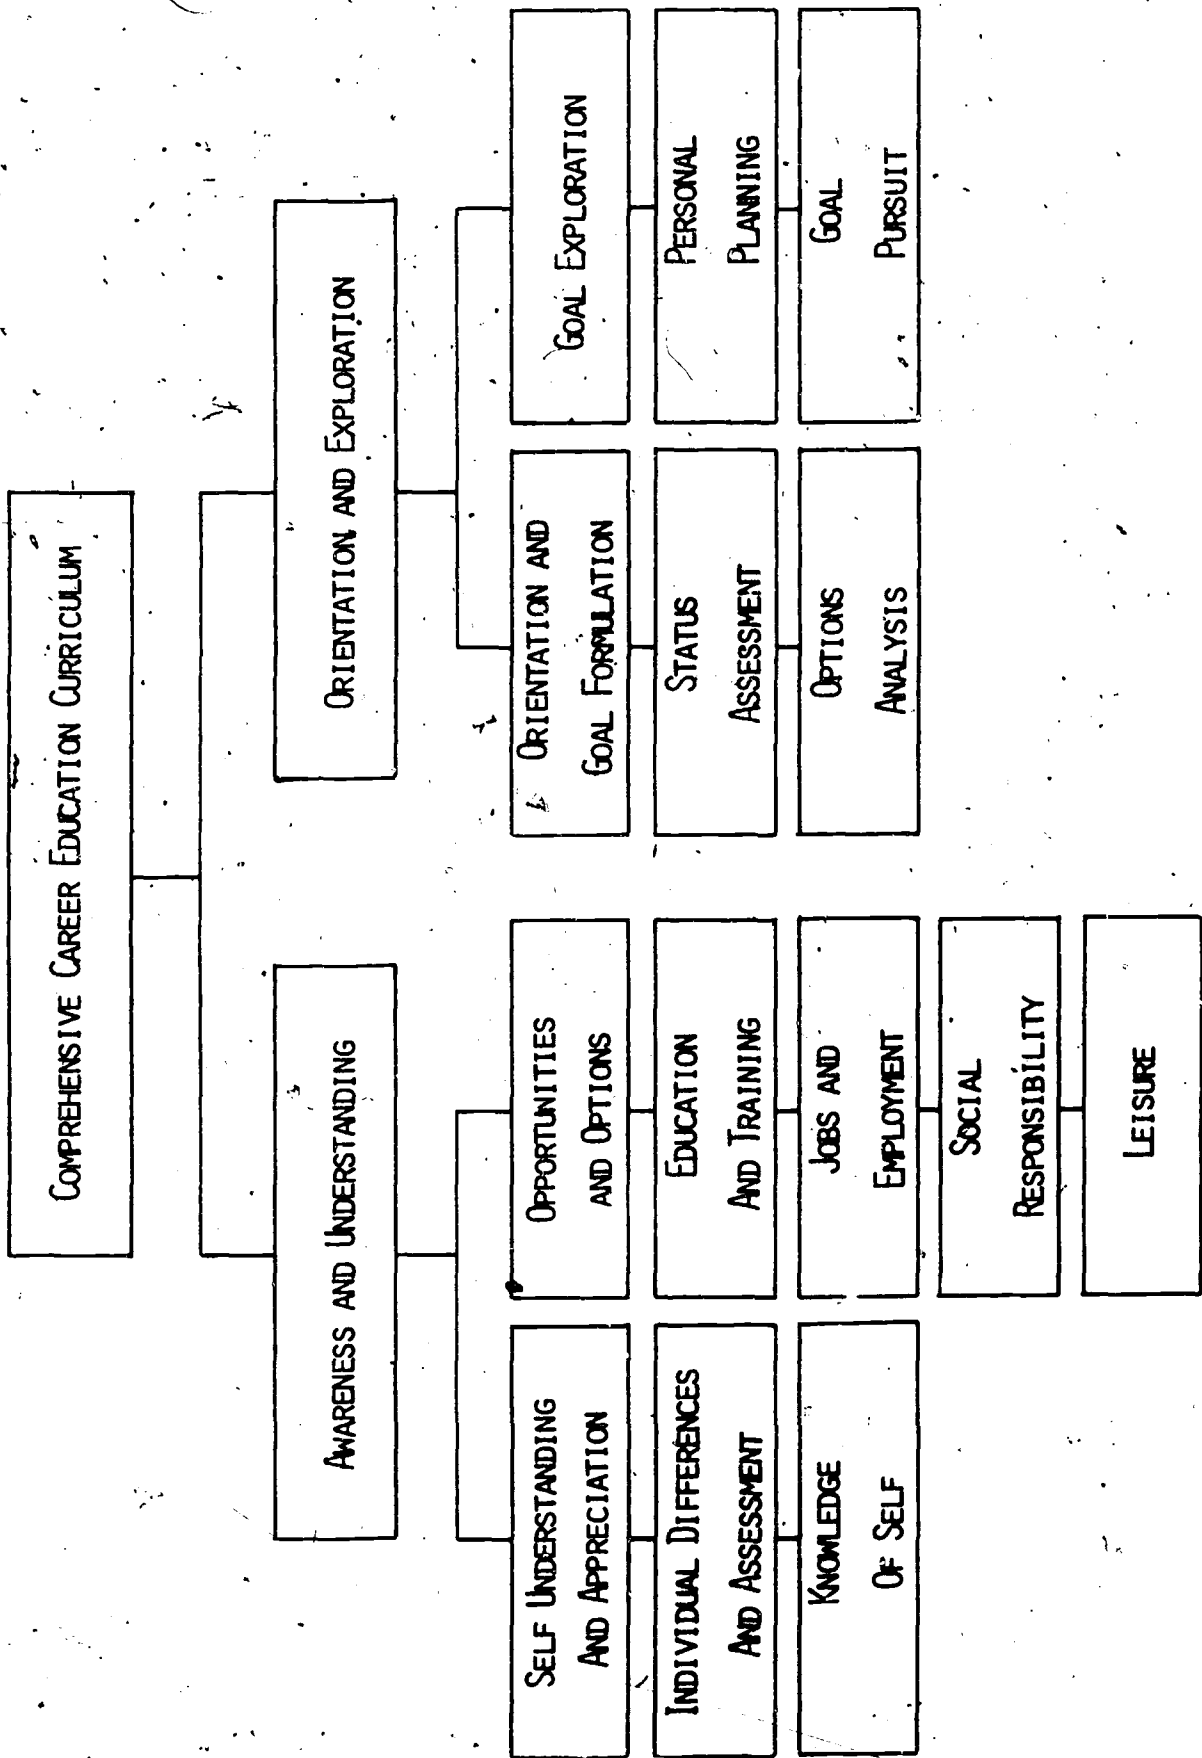 COMPREHENSIVE CAREER EDUCATION CURRICULUM
AWARENESS AND UNDERSTANDING
ORIENTATION AND EXPLORATION
SELF UNDERSTANDING
AND APPRECIATION
INDIVIDUAL DIFFERENCES
AND ASSESSMENT
KNOWLEDGE
OF SELF
OPPORTUNITIES
AND OPTIONS
EDUCATION
AND TRAINING
JOBS AND
EMPLOYMENT
SOCIAL
RESPONSIBILITY
LEISURE
ORIENTATION AND
GOAL FORMULATION
STATUS
ASSESSMENT
OPTIONS
ANALYSIS
GOAL EXPLORATION
PERSONAL
PLANNING
GOAL
PURSUIT